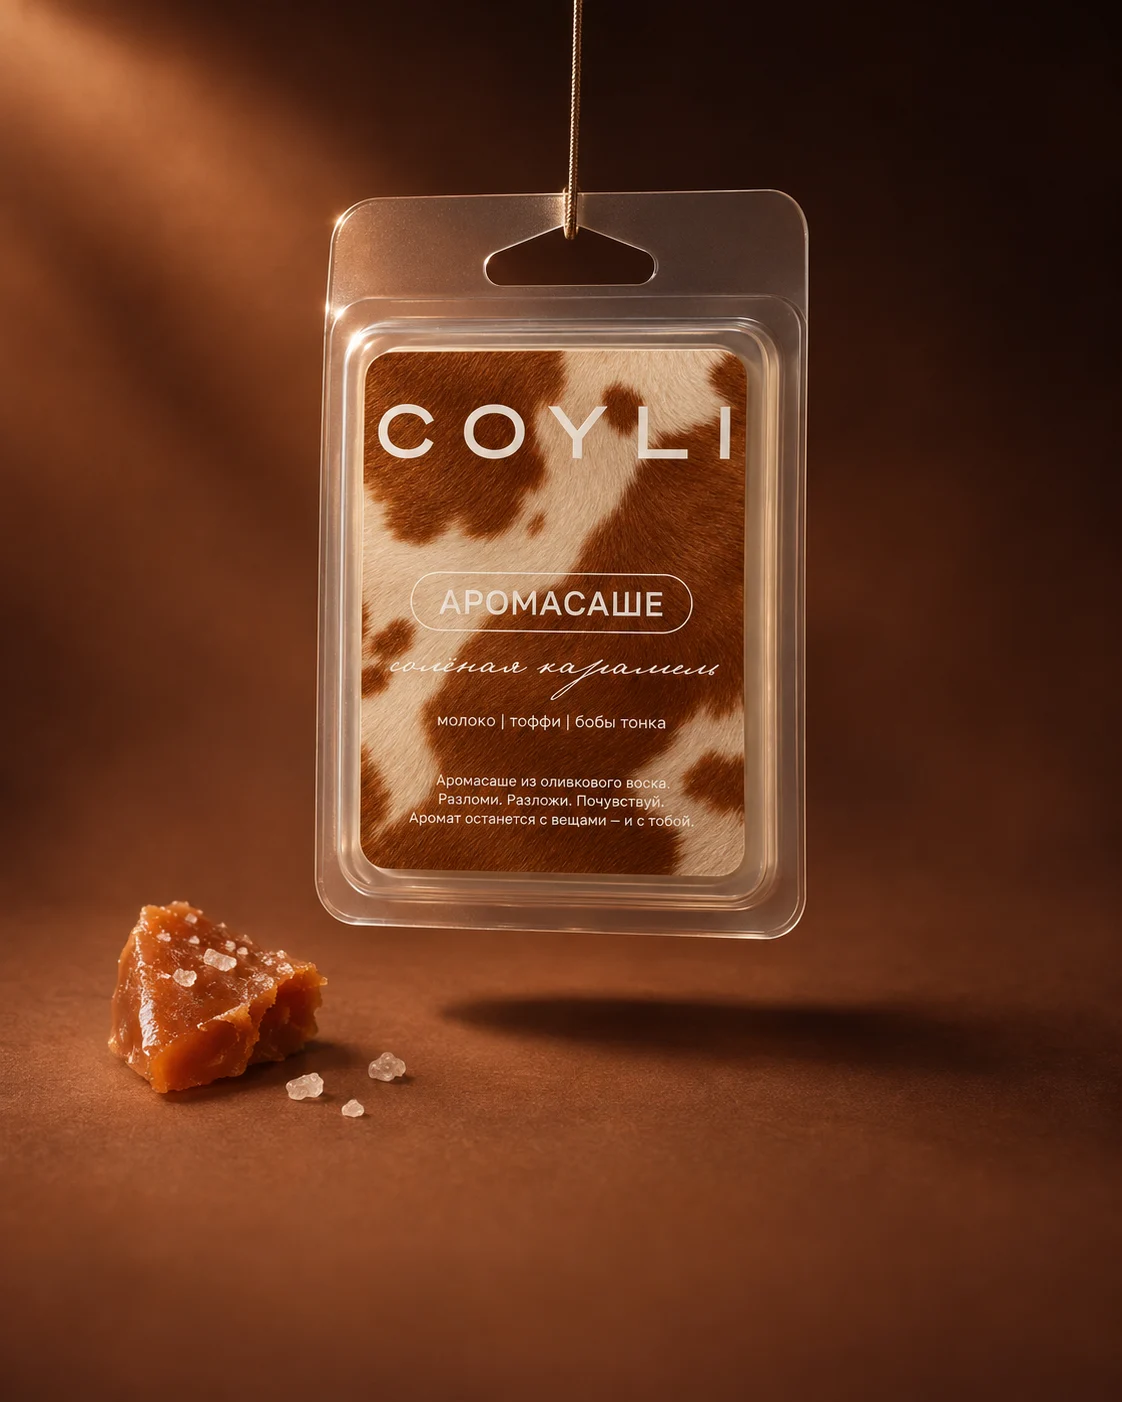 COYLI
АРОМАСАШЕ
солёная карамель
молоко | тоффи | бобы тонка
Аромасаше из оливкового воска.
Разломи. Разложи. Почувствуй.
Аромат останется с вещами — и с тобой.